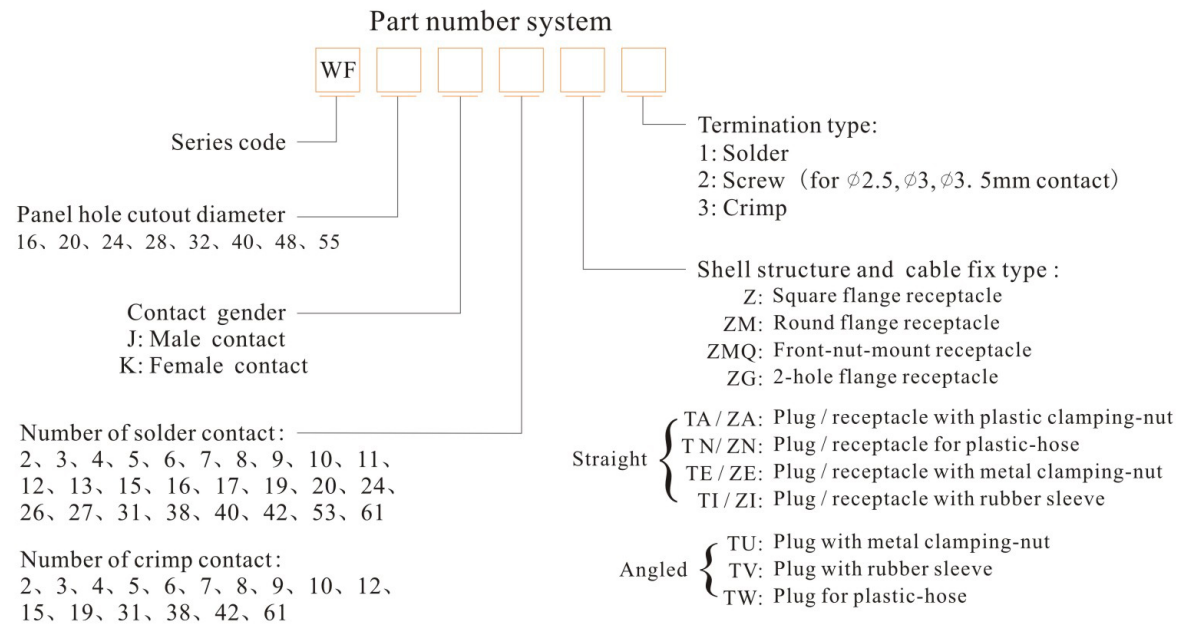 Part number system
WF
Series code
Panel hole cutout diameter
16、20、24、28、32、40、48、55
Contact gender
J: Male contact
K: Female contact
Number of solder contact:
2、3、4、5、6、7、8、9、10、11、
12、13、15、16、17、19、20、24、
26、27、31、38、40、42、53、61
Number of crimp contact:
2、3、4、5、6、7、8、9、10、12、
15、19、31、38、42、61
Termination type:
1: Solder
2: Screw（for ∅2.5,∅3,∅3. 5mm contact）
3: Crimp
Shell structure and cable fix type :
Z: Square flange receptacle
ZM: Round flange receptacle
ZMQ: Front-nut-mount receptacle
ZG: 2-hole flange receptacle
Straight
TA / ZA: Plug / receptacle with plastic clamping-nut
T N/ ZN: Plug / receptacle for plastic-hose
TE / ZE: Plug / receptacle with metal clamping-nut
TI / ZI: Plug / receptacle with rubber sleeve
Angled
TU: Plug with metal clamping-nut
TV: Plug with rubber sleeve
TW: Plug for plastic-hose